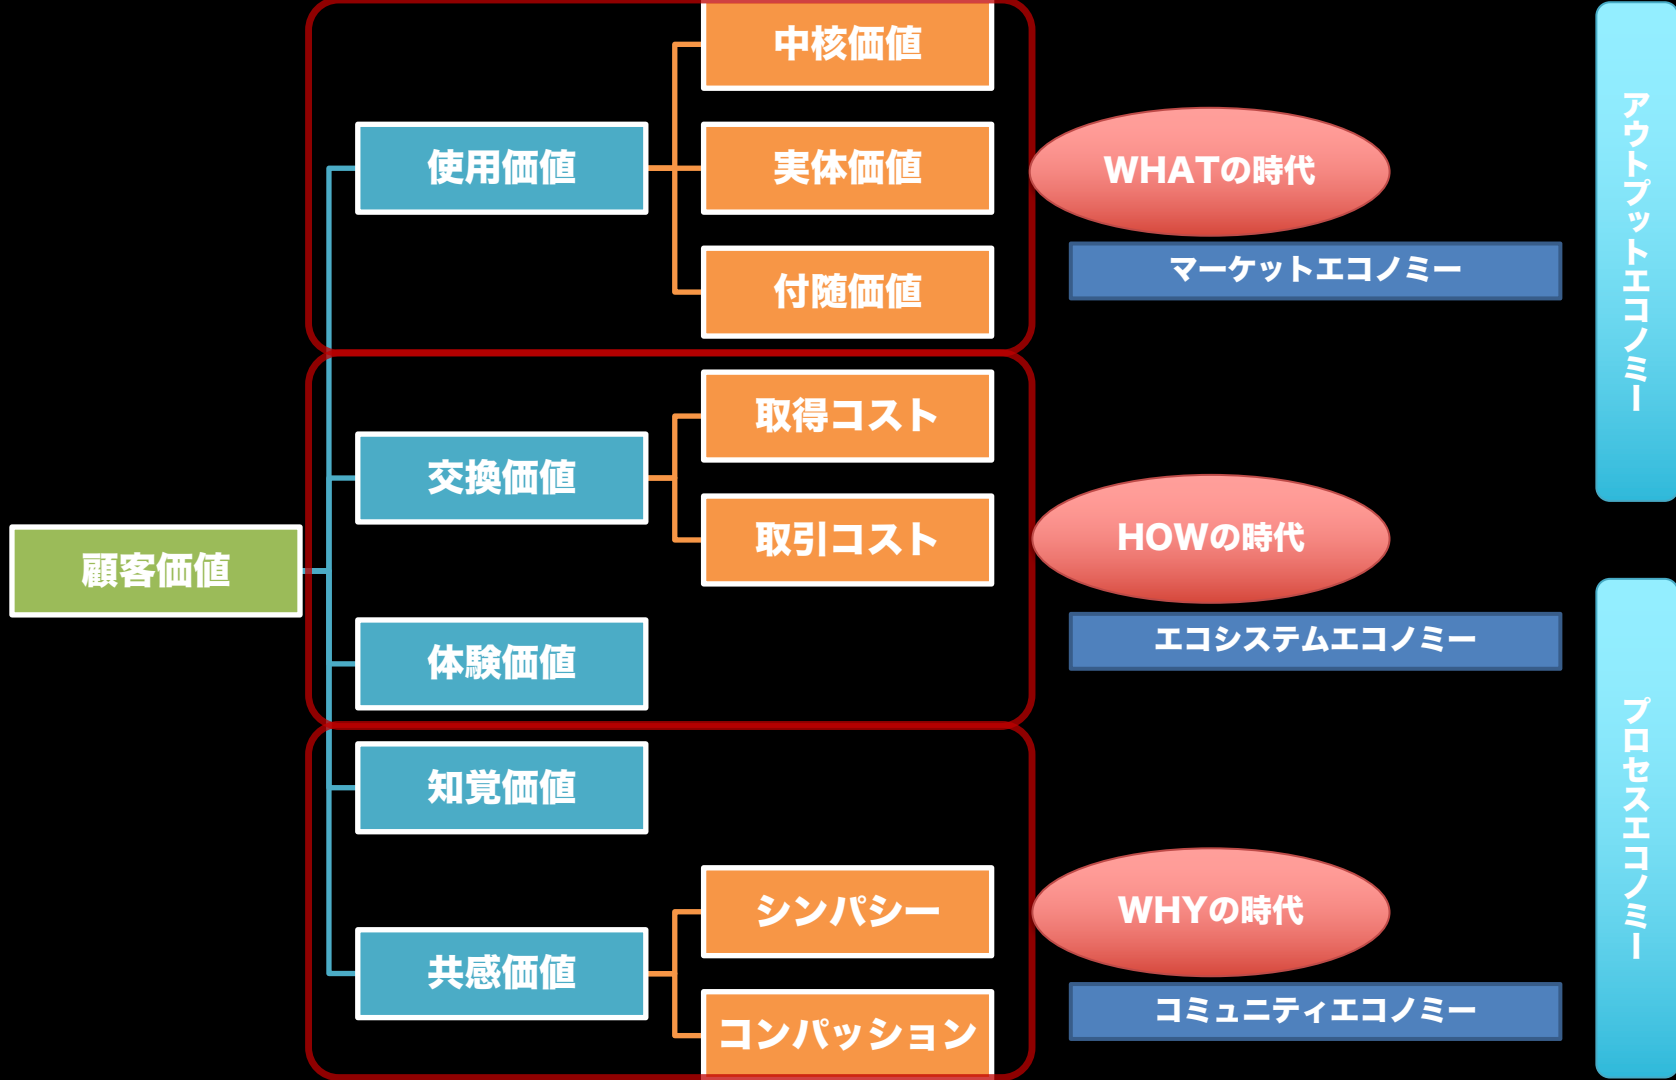 顧客価値
使用価値
中核価値
実体価値
付随価値
交換価値
取得コスト
取引コスト
体験価値
知覚価値
共感価値
シンパシー
コンパッション
WHATの時代
マーケットエコノミー
HOWの時代
エコシステムエコノミー
WHYの時代
コミュニティエコノミー
アウトプットエコノミー
プロセスエコノミー